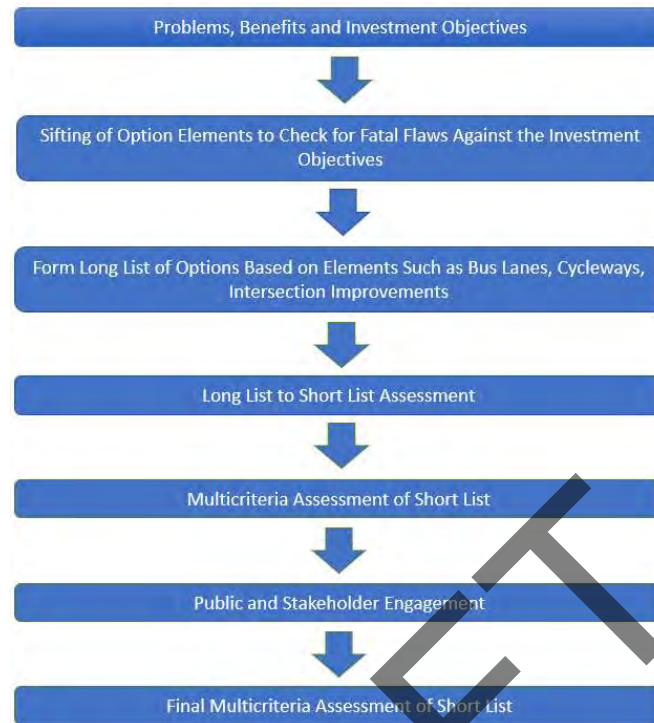 Problems, Benefits and Investment Objectives
Sifting of Option Elements to Check for Fatal Flaws Against the Investment
Objectives
Form Long List of Options Based on Elements Such as Bus Lanes, Cycleways,
Intersection Improvements
Long List to Short List Assessment
Multicriteria Assessment of Short List
Public and Stakeholder Engagement
Final Multicriteria Assessment of Short List